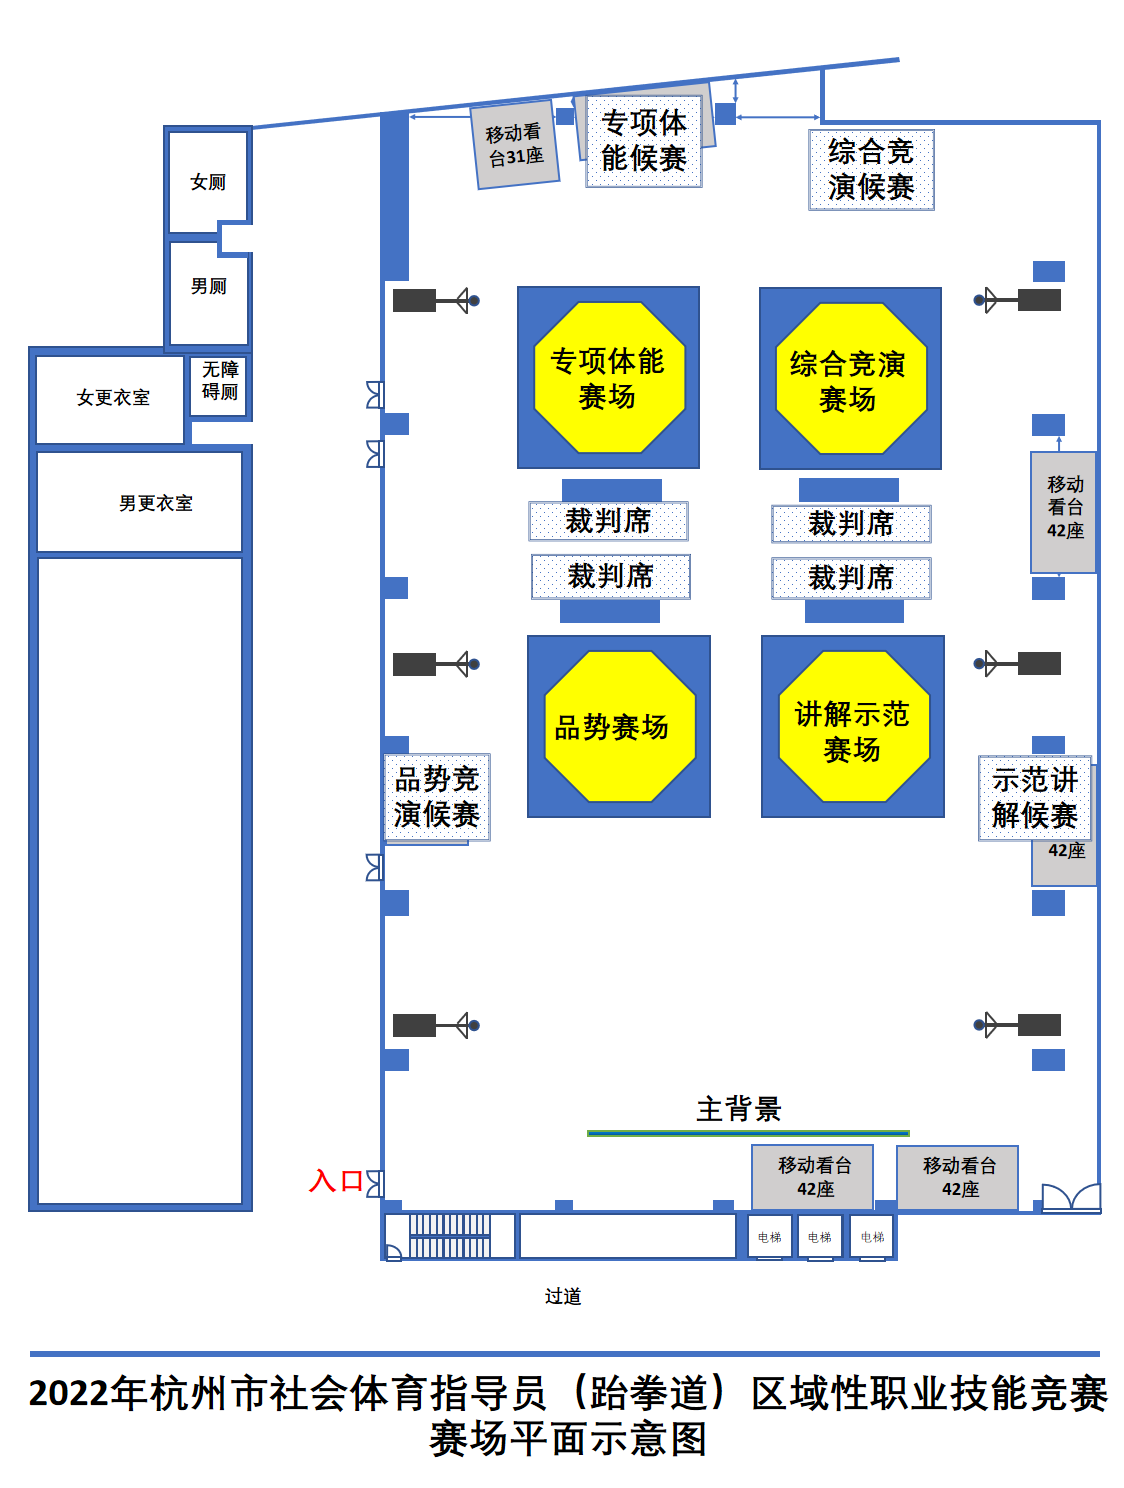 移动看
台31座
专项体
能候赛
综合竞
演候赛
女厕
男厕
无障
碍厕
女更衣室
男更衣室
专项体能
赛场
综合竞演
赛场
移动
看台
42座
裁判席
裁判席
裁判席
裁判席
品势赛场
讲解示范
赛场
品势竞
演候赛
示范讲
解候赛
42座
主背景
入口
移动看台
42座
移动看台
42座
电梯
电梯
电梯
过道
2022年杭州市社会体育指导员（跆拳道）区域性职业技能竞赛
赛场平面示意图